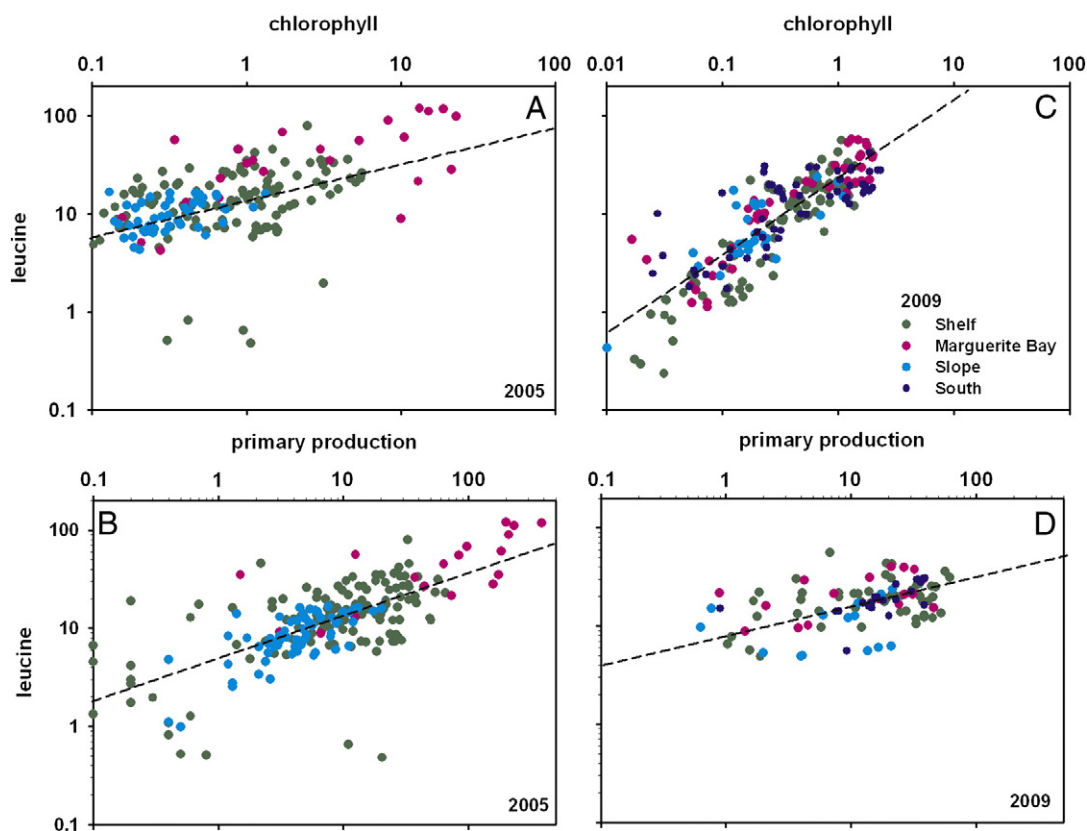 chlorophyll
0.1 1 10 100
100
10
1
0.1
leucine
A
2005
chlorophyll
0.01 0.1 1 10 100
C
2009
Shelf
Marguerite Bay
Slope
South
primary production
0.1 1 10 100
100
10
1
0.1
leucine
B
2005
primary production
0.1 1 10 100
D
2009